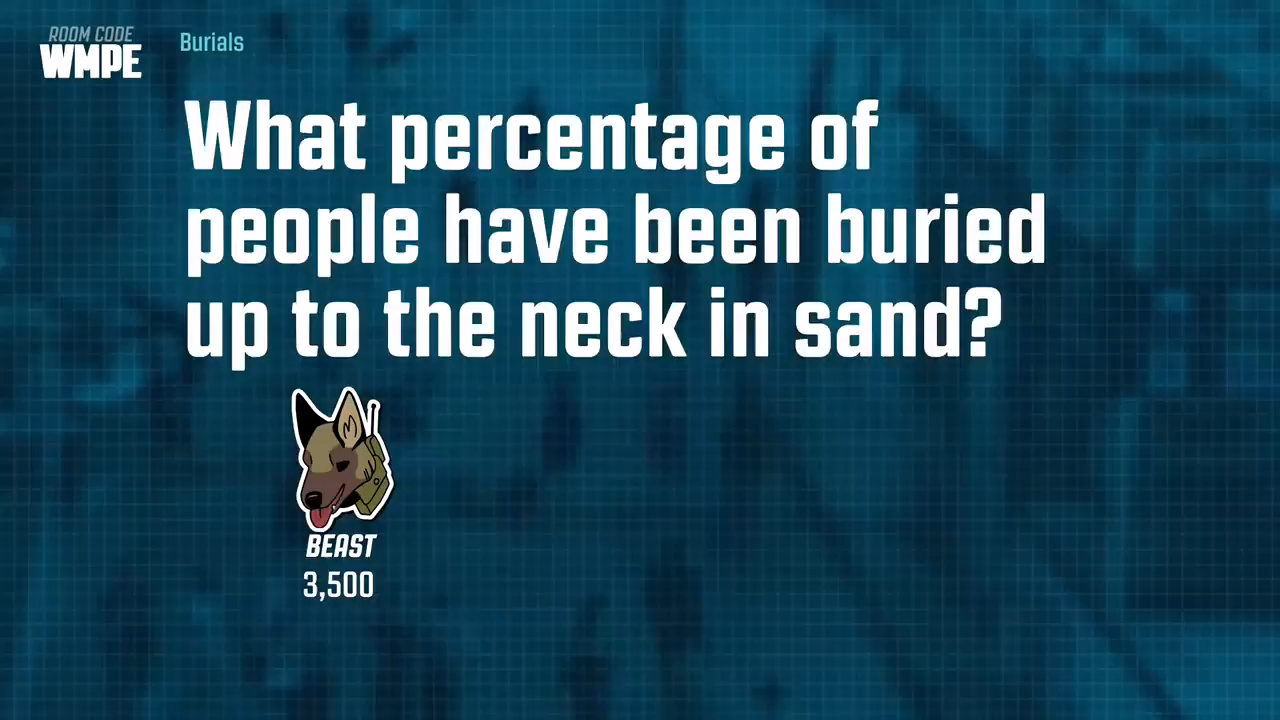 ROOM CODE
WMPE
Burials
What percentage of
people have been buried
up to the neck in sand?
BEAST
3,500